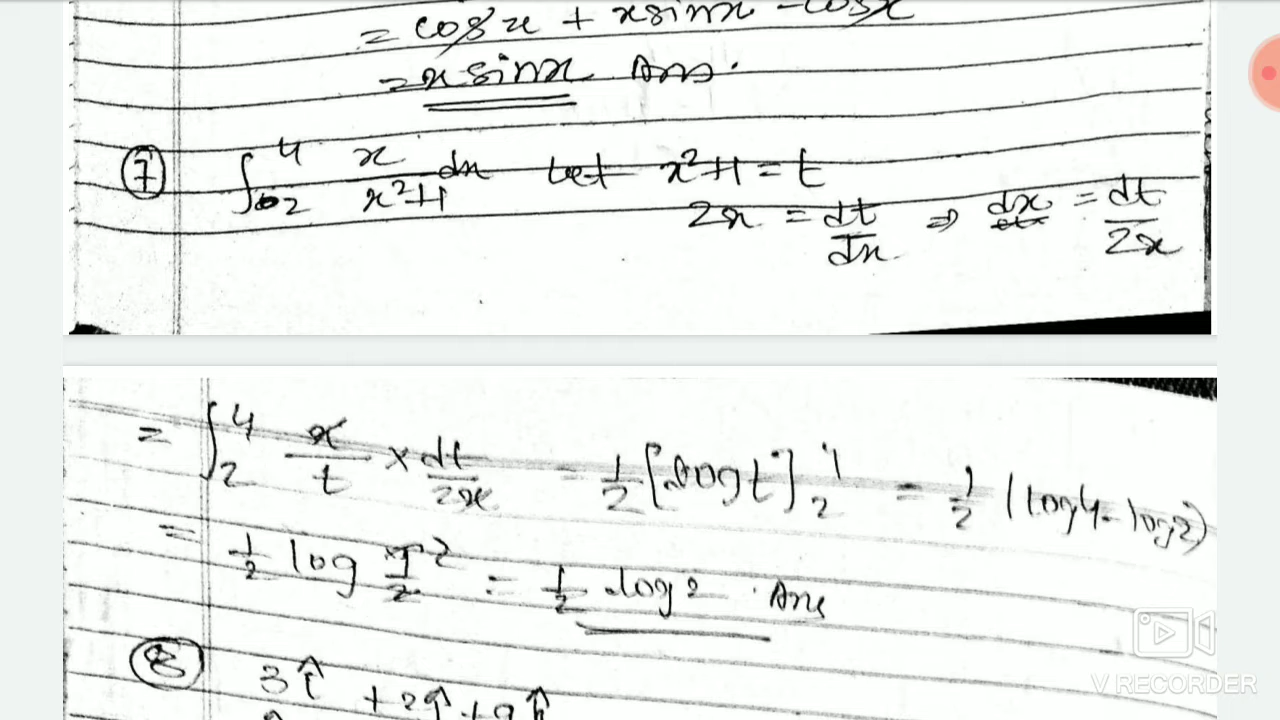 = cos x + x sin x - cos x
= x sin x Ans.
⑦ ∫₂⁴ x/(x²+1) dx let x²+1 = t
2x = dt/dx ⇒ dx = dt/2x
= ∫₂⁴ x/t × dt/2x = 1/2 [log t]₂⁴ = 1/2 (log 4 - log 2)
= 1/2 log 4/2 2 = 1/2 log 2 Ans
⑧ 3î + 2ĵ +
V RECORDER